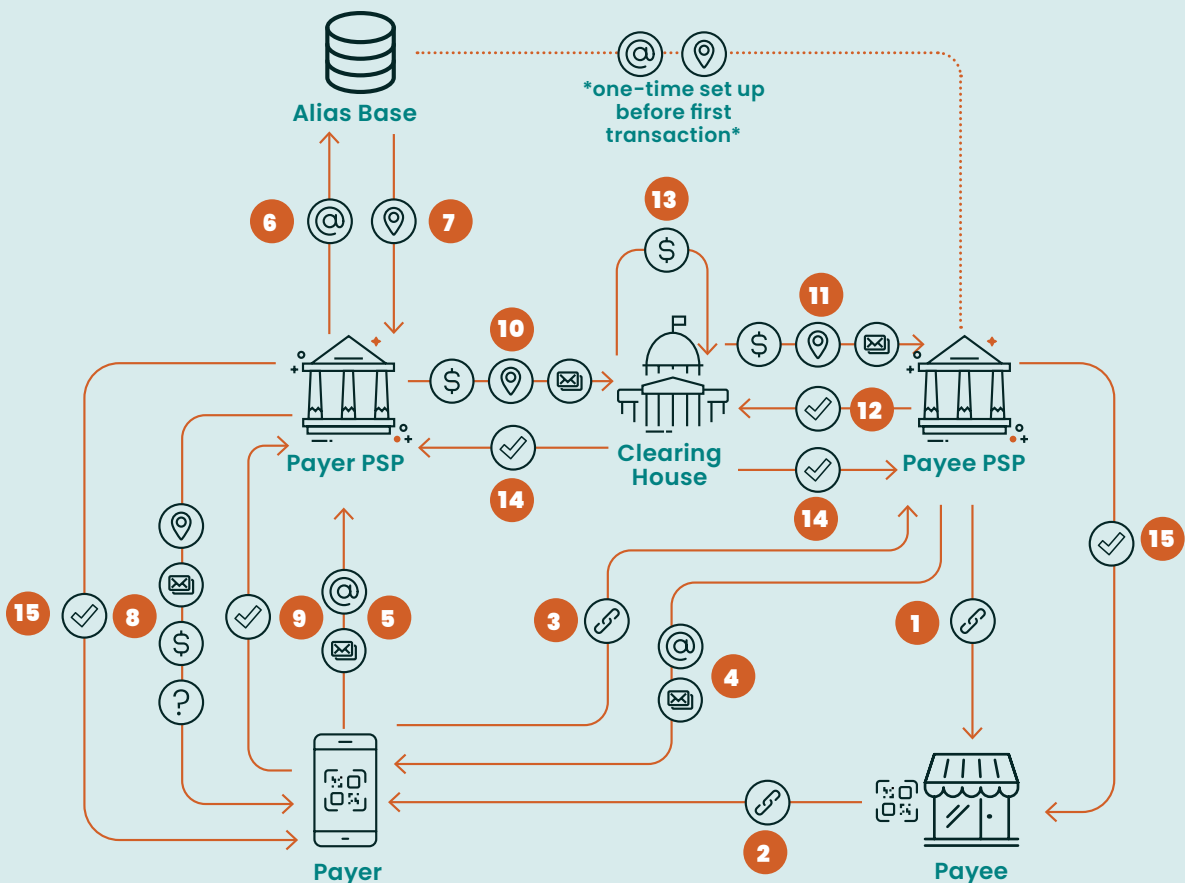 *one-time set up
before first
transaction*
Alias Base
13
6
7
11
10
12
Payer PSP
Clearing
House
Payee PSP
14
14
15
15
8
9
5
3
4
1
2
Payer
Payee